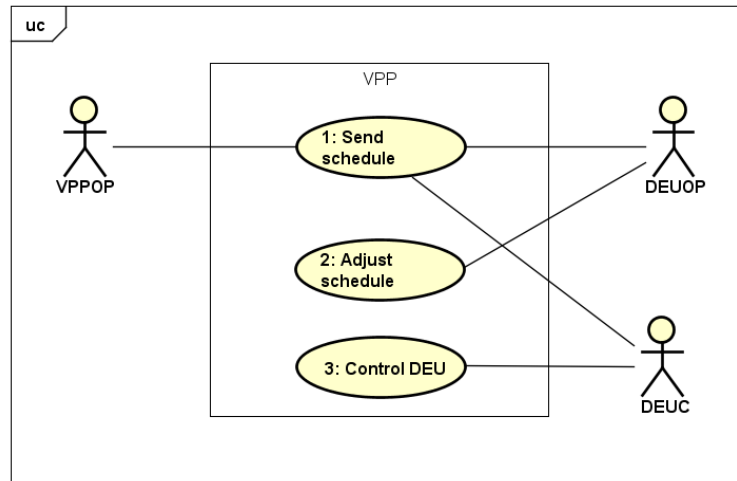 uc
VPP
1: Send
schedule
VPPOP
DEUOP
2: Adjust
schedule
3: Control DEU
DEUC